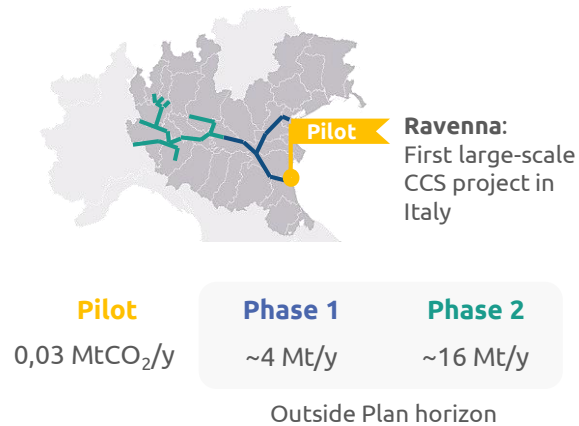 Pilot
Ravenna:
First large-scale
CCS project in
Italy
Pilot
Phase 1
Phase 2
0,03 MtCO₂/y
~4 Mt/y
~16 Mt/y
Outside Plan horizon